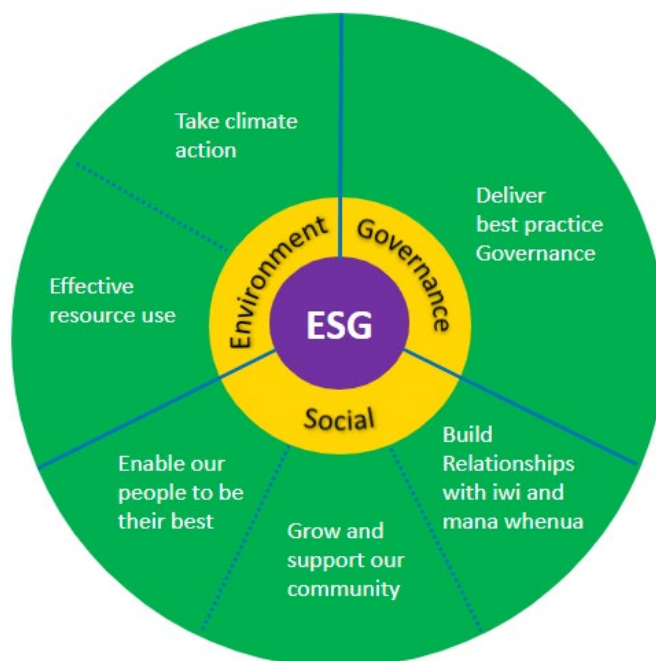 Take climate
action
Deliver
best practice
Governance
Environment
Governance
Effective
resource use
ESG
Social
Enable our
people to be
their best
Grow and
support our
community
Build
Relationships
with iwi and
mana whenua